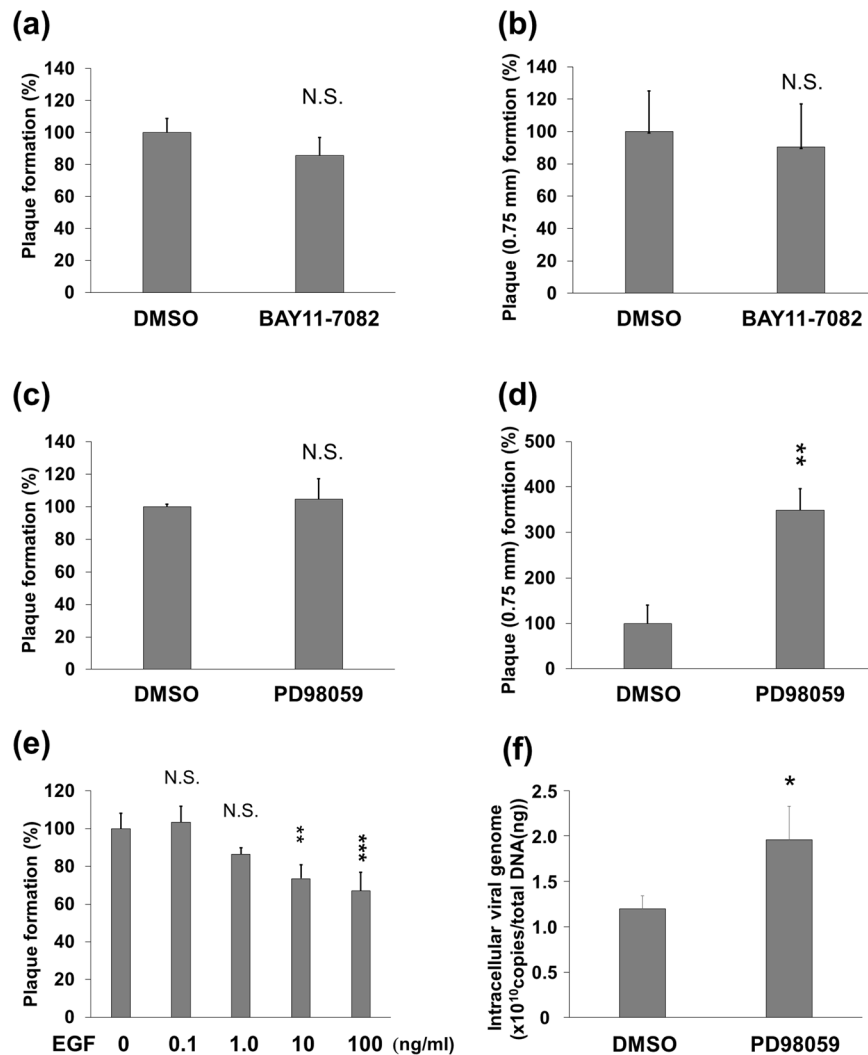 (a)
Plaque formation (%)
140
120
100
80
60
40
20
0
N.S.
DMSO BAY11-7082
(b)
Plaque (0.75 mm) formtion (%)
140
120
100
80
60
40
20
0
N.S.
DMSO BAY11-7082
(c)
Plaque formation (%)
140
120
100
80
60
40
20
0
N.S.
DMSO PD98059
(d)
Plaque (0.75 mm) formtion (%)
500
400
300
200
100
0
**
DMSO PD98059
(e)
Plaque formation (%)
120
100
80
60
40
20
0
N.S.
N.S.
**
***
EGF 0 0.1 1.0 10 100 (ng/ml)
(f)
Intracellular viral genome
(x10¹⁰copies/total DNA(ng))
2.5
2.0
1.5
1.0
0.5
0.0
*
DMSO PD98059